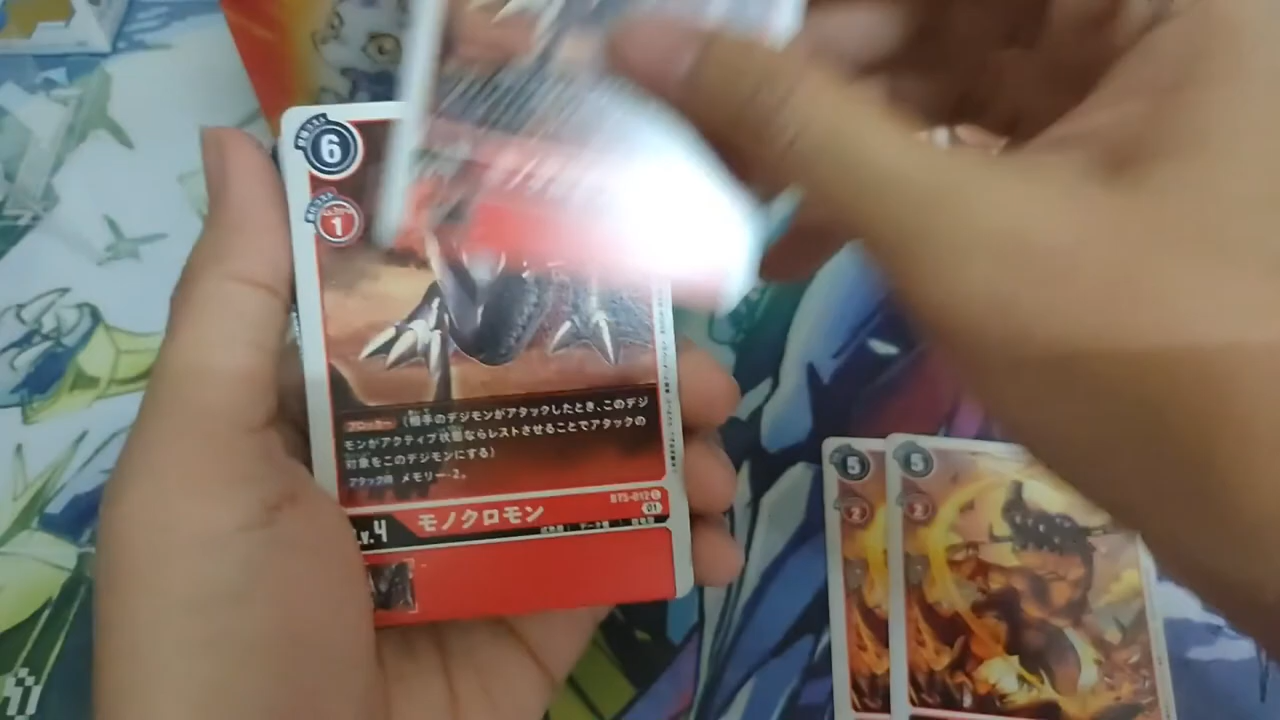 6
1
ブロッカー (相手のデジモンがアタックしたとき、このデジ
モンがアクティブ状態ならレストさせることでアタックの
対象をこのデジモンにする)
アタック時 メモリー-2。
BT5-012 C
01
Lv.4 モノクロモン
5
2
5
2